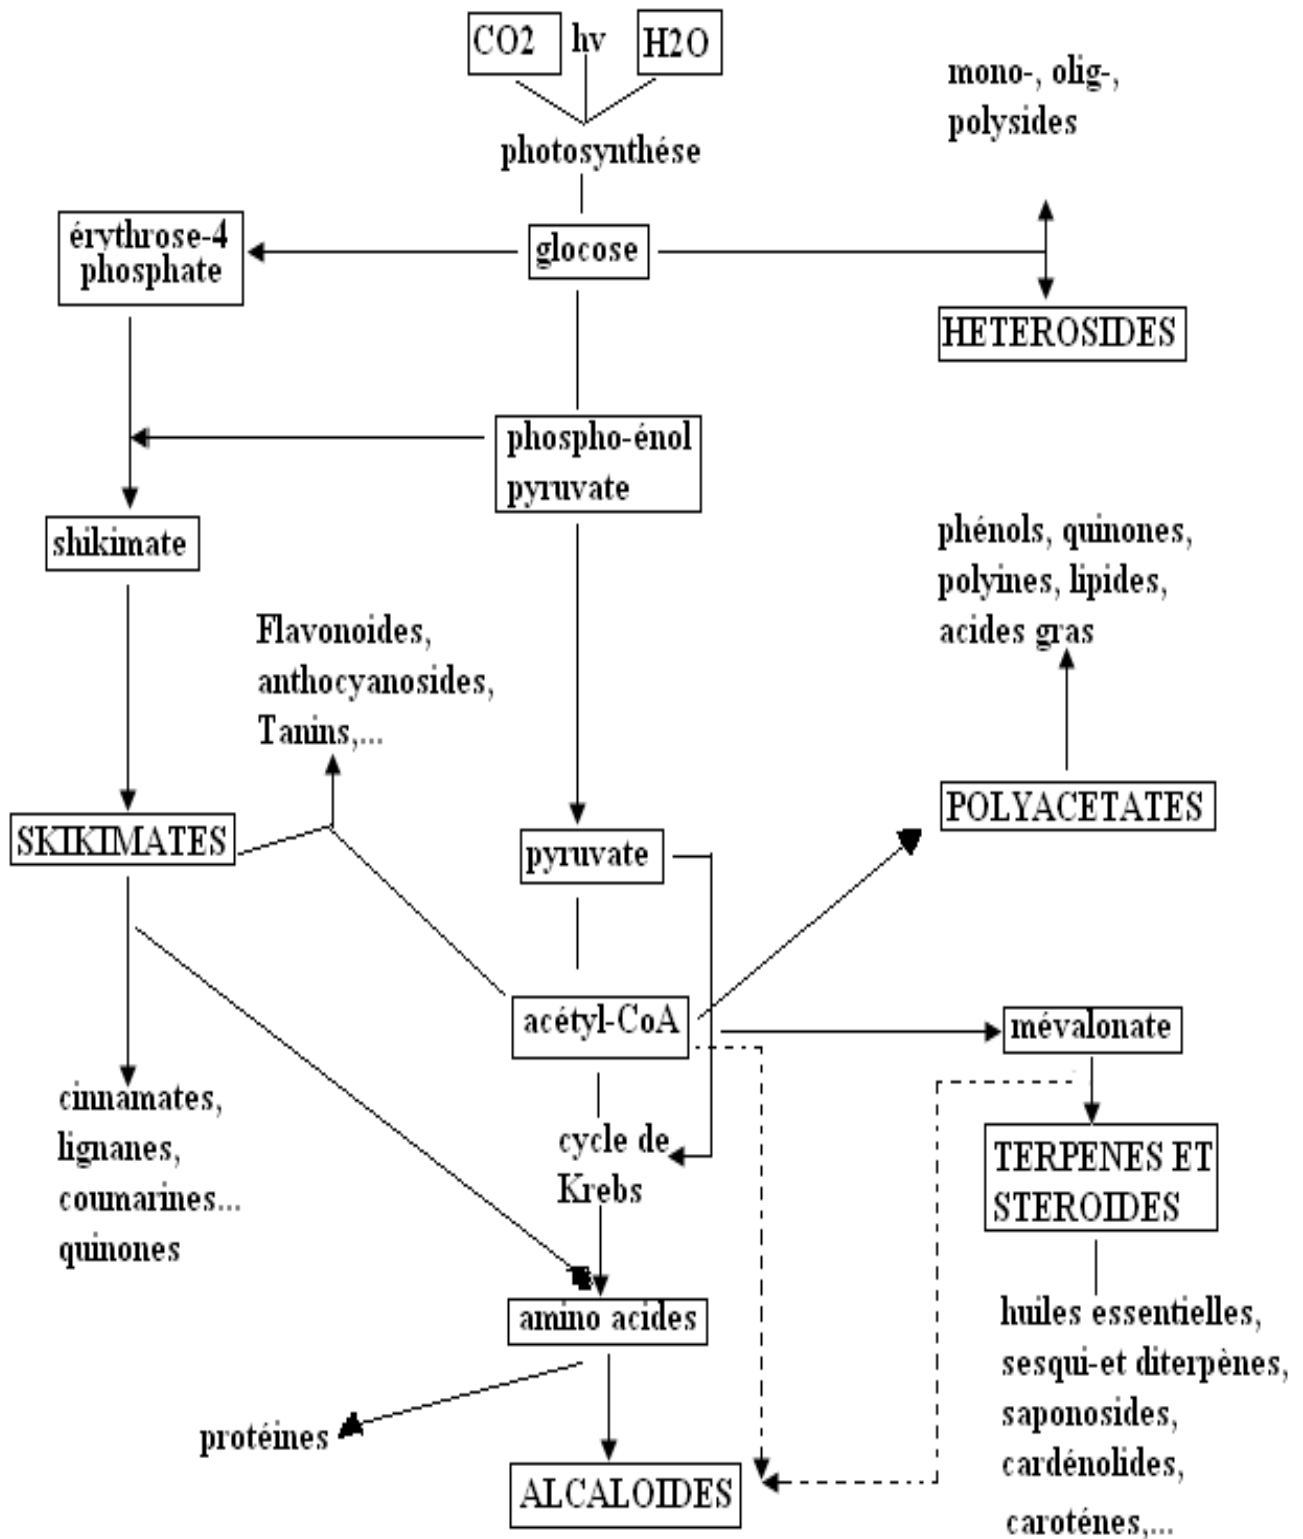 CO2 hv H2O
mono-, olig-,
polysides
photosynthése
érythrose-4
phosphate
glocose
HETEROSIDES
phospho-énol
pyruvate
shikimate
phénols, quinones,
polyines, lipides,
acides gras
Flavonoides,
anthocyanosides,
Tanins,...
SKIKIMATES
pyruvate
POLYACETATES
acétyl-CoA
mévalonate
cinnamates,
lignanes,
coumarines...
quinones
cycle de
Krebs
TERPENES ET
STEROIDES
amino acides
huiles essentielles,
sesqui-et diterpènes,
saponosides,
cardénolides,
caroténes,...
protéines
ALCALOIDES